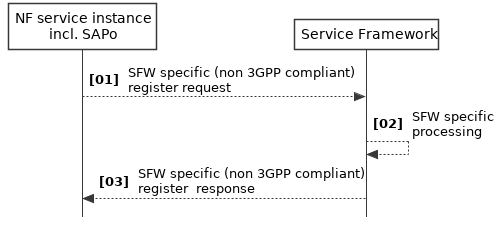 NF service instance
incl. SAPo
Service Framework
[01] SFW specific (non 3GPP compliant)
register request
[02] SFW specific
processing
[03] SFW specific (non 3GPP compliant)
register response